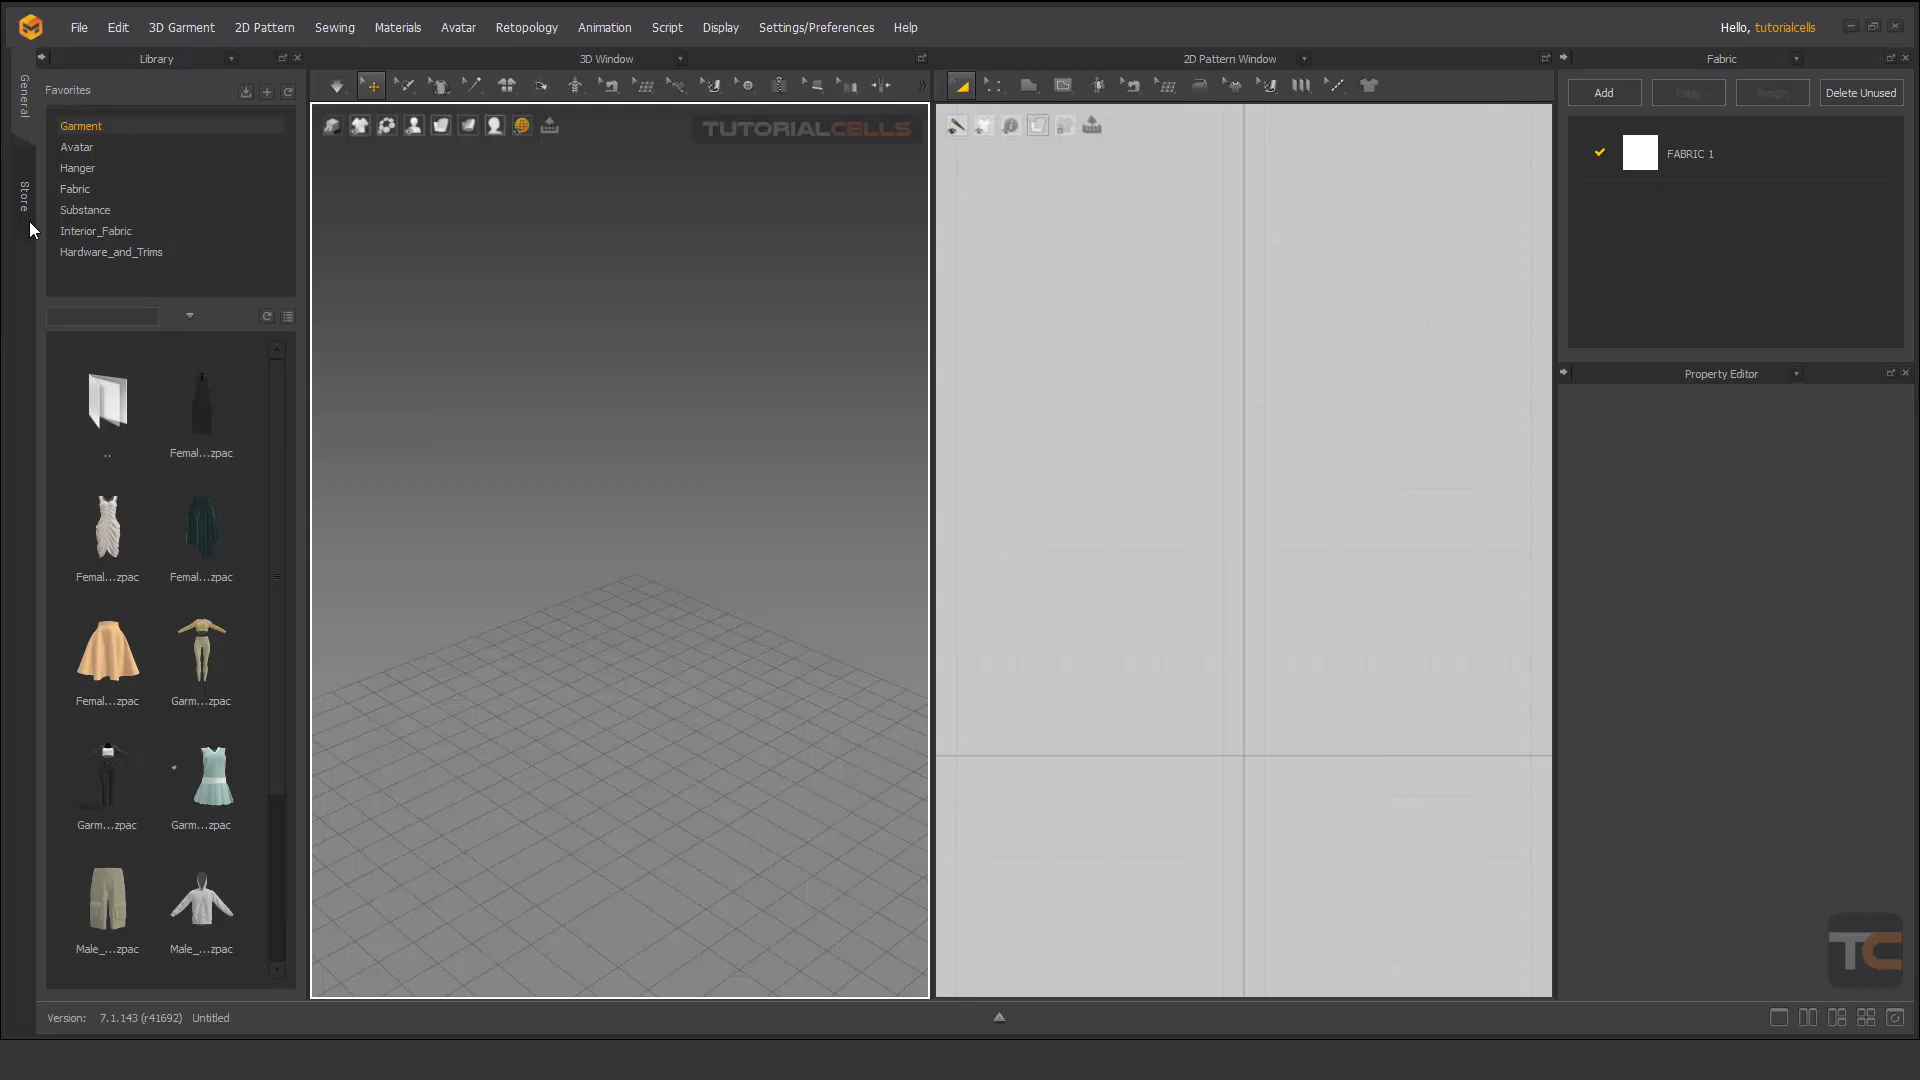 File Edit 3D Garment 2D Pattern Sewing Materials Avatar Retopology Animation Script Display Settings/Preferences Help Hello, tutorialcells
Library 3D Window 2D Pattern Window Fabric
General
Store
Favorites
Garment
Avatar
Hanger
Fabric
Substance
Interior_Fabric
Hardware_and_Trims
..
Femal...zpac
Femal...zpac Femal...zpac
Femal...zpac Garm...zpac
Garm...zpac Garm...zpac
Male_...zpac Male_...zpac
TUTORIALCELLS
Add Copy Assign Delete Unused
FABRIC 1
Property Editor
TC
Version: 7.1.143 (r41692) Untitled